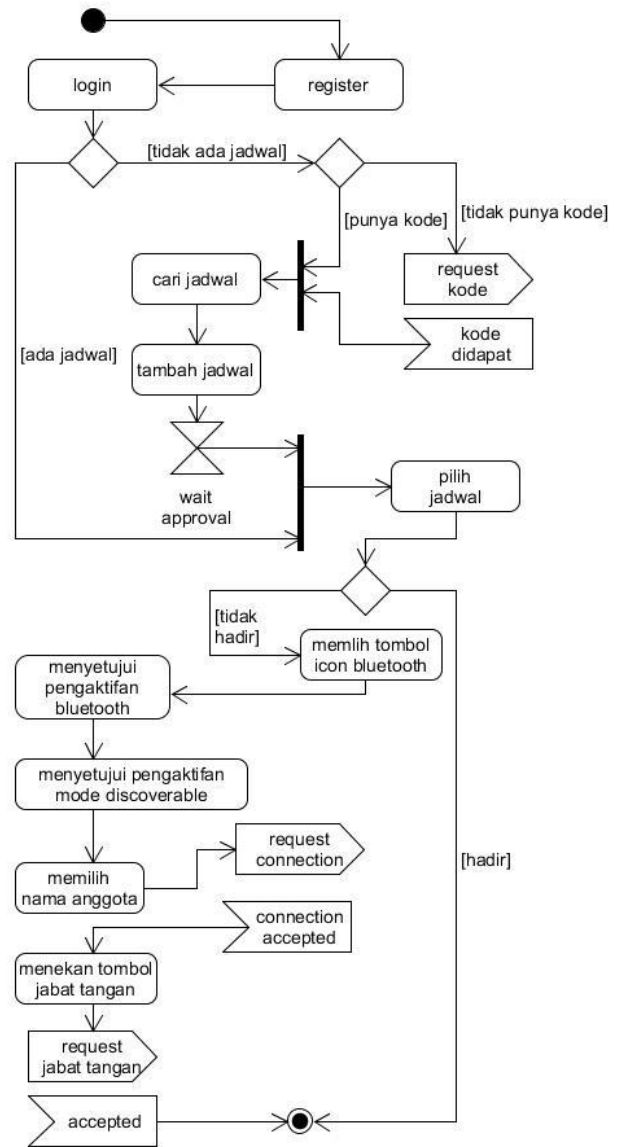 login
register
[tidak ada jadwal]
[punya kode]
[tidak punya kode]
request
kode
cari jadwal
kode
didapat
[ada jadwal]
tambah jadwal
wait
approval
pilih
jadwal
[tidak
hadir]
memlih tombol
icon bluetooth
menyetujui
pengaktifan
bluetooth
menyetujui pengaktifan
mode discoverable
request
connection
[hadir]
memilih
nama anggota
connection
accepted
menekan tombol
jabat tangan
request
jabat tangan
accepted